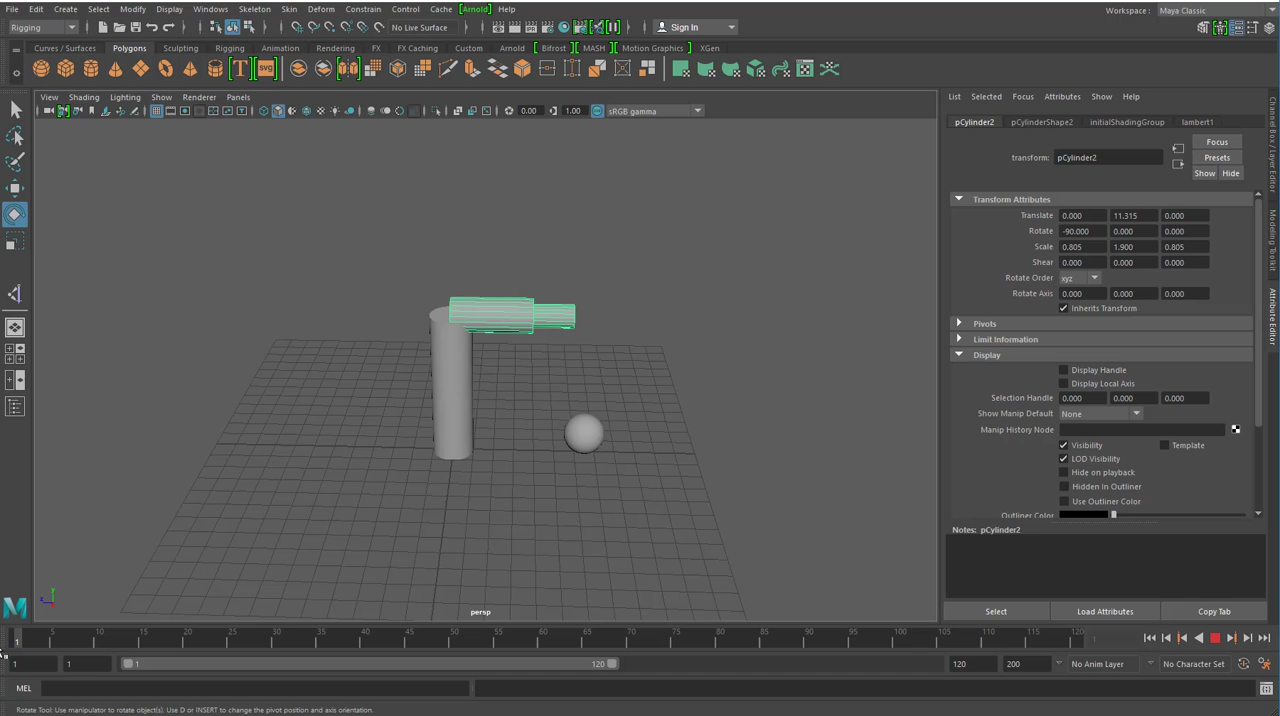 File Edit Create Select Modify Display Windows Skeleton Skin Deform Constrain Control Cache [Arnold] Help
Workspace: Maya Classic
Rigging No Live Surface Sign In
Curves / Surfaces Polygons Sculpting Rigging Animation Rendering FX FX Caching Custom Arnold Bifrost MASH Motion Graphics XGen
T svg
View Shading Lighting Show Renderer Panels
0.00 1.00 sRGB gamma
persp
List Selected Focus Attributes Show Help
pCylinder2 pCylinderShape2 initialShadingGroup lambert1
Focus
transform: pCylinder2 Presets
Show Hide
Transform Attributes
Translate 0.000 11.315 0.000
Rotate -90.000 0.000 0.000
Scale 0.805 1.900 0.805
Shear 0.000 0.000 0.000
Rotate Order xyz
Rotate Axis 0.000 0.000 0.000
Inherits Transform
Pivots
Limit Information
Display
Display Handle
Display Local Axis
Selection Handle 0.000 0.000 0.000
Show Manip Default None
Manip History Node
Visibility Template
LOD Visibility
Hide on playback
Hidden In Outliner
Use Outliner Color
Outliner Color
Notes: pCylinder2
Select Load Attributes Copy Tab
Channel Box / Layer Editor
Modeling Toolkit
Attribute Editor
1 5 10 15 20 25 30 35 40 45 50 55 60 65 70 75 80 85 90 95 100 105 110 115 120
1 1 1 120 120 200 No Anim Layer No Character Set
MEL
Rotate Tool: Use manipulator to rotate object(s). Use D or INSERT to change the pivot position and axis orientation.